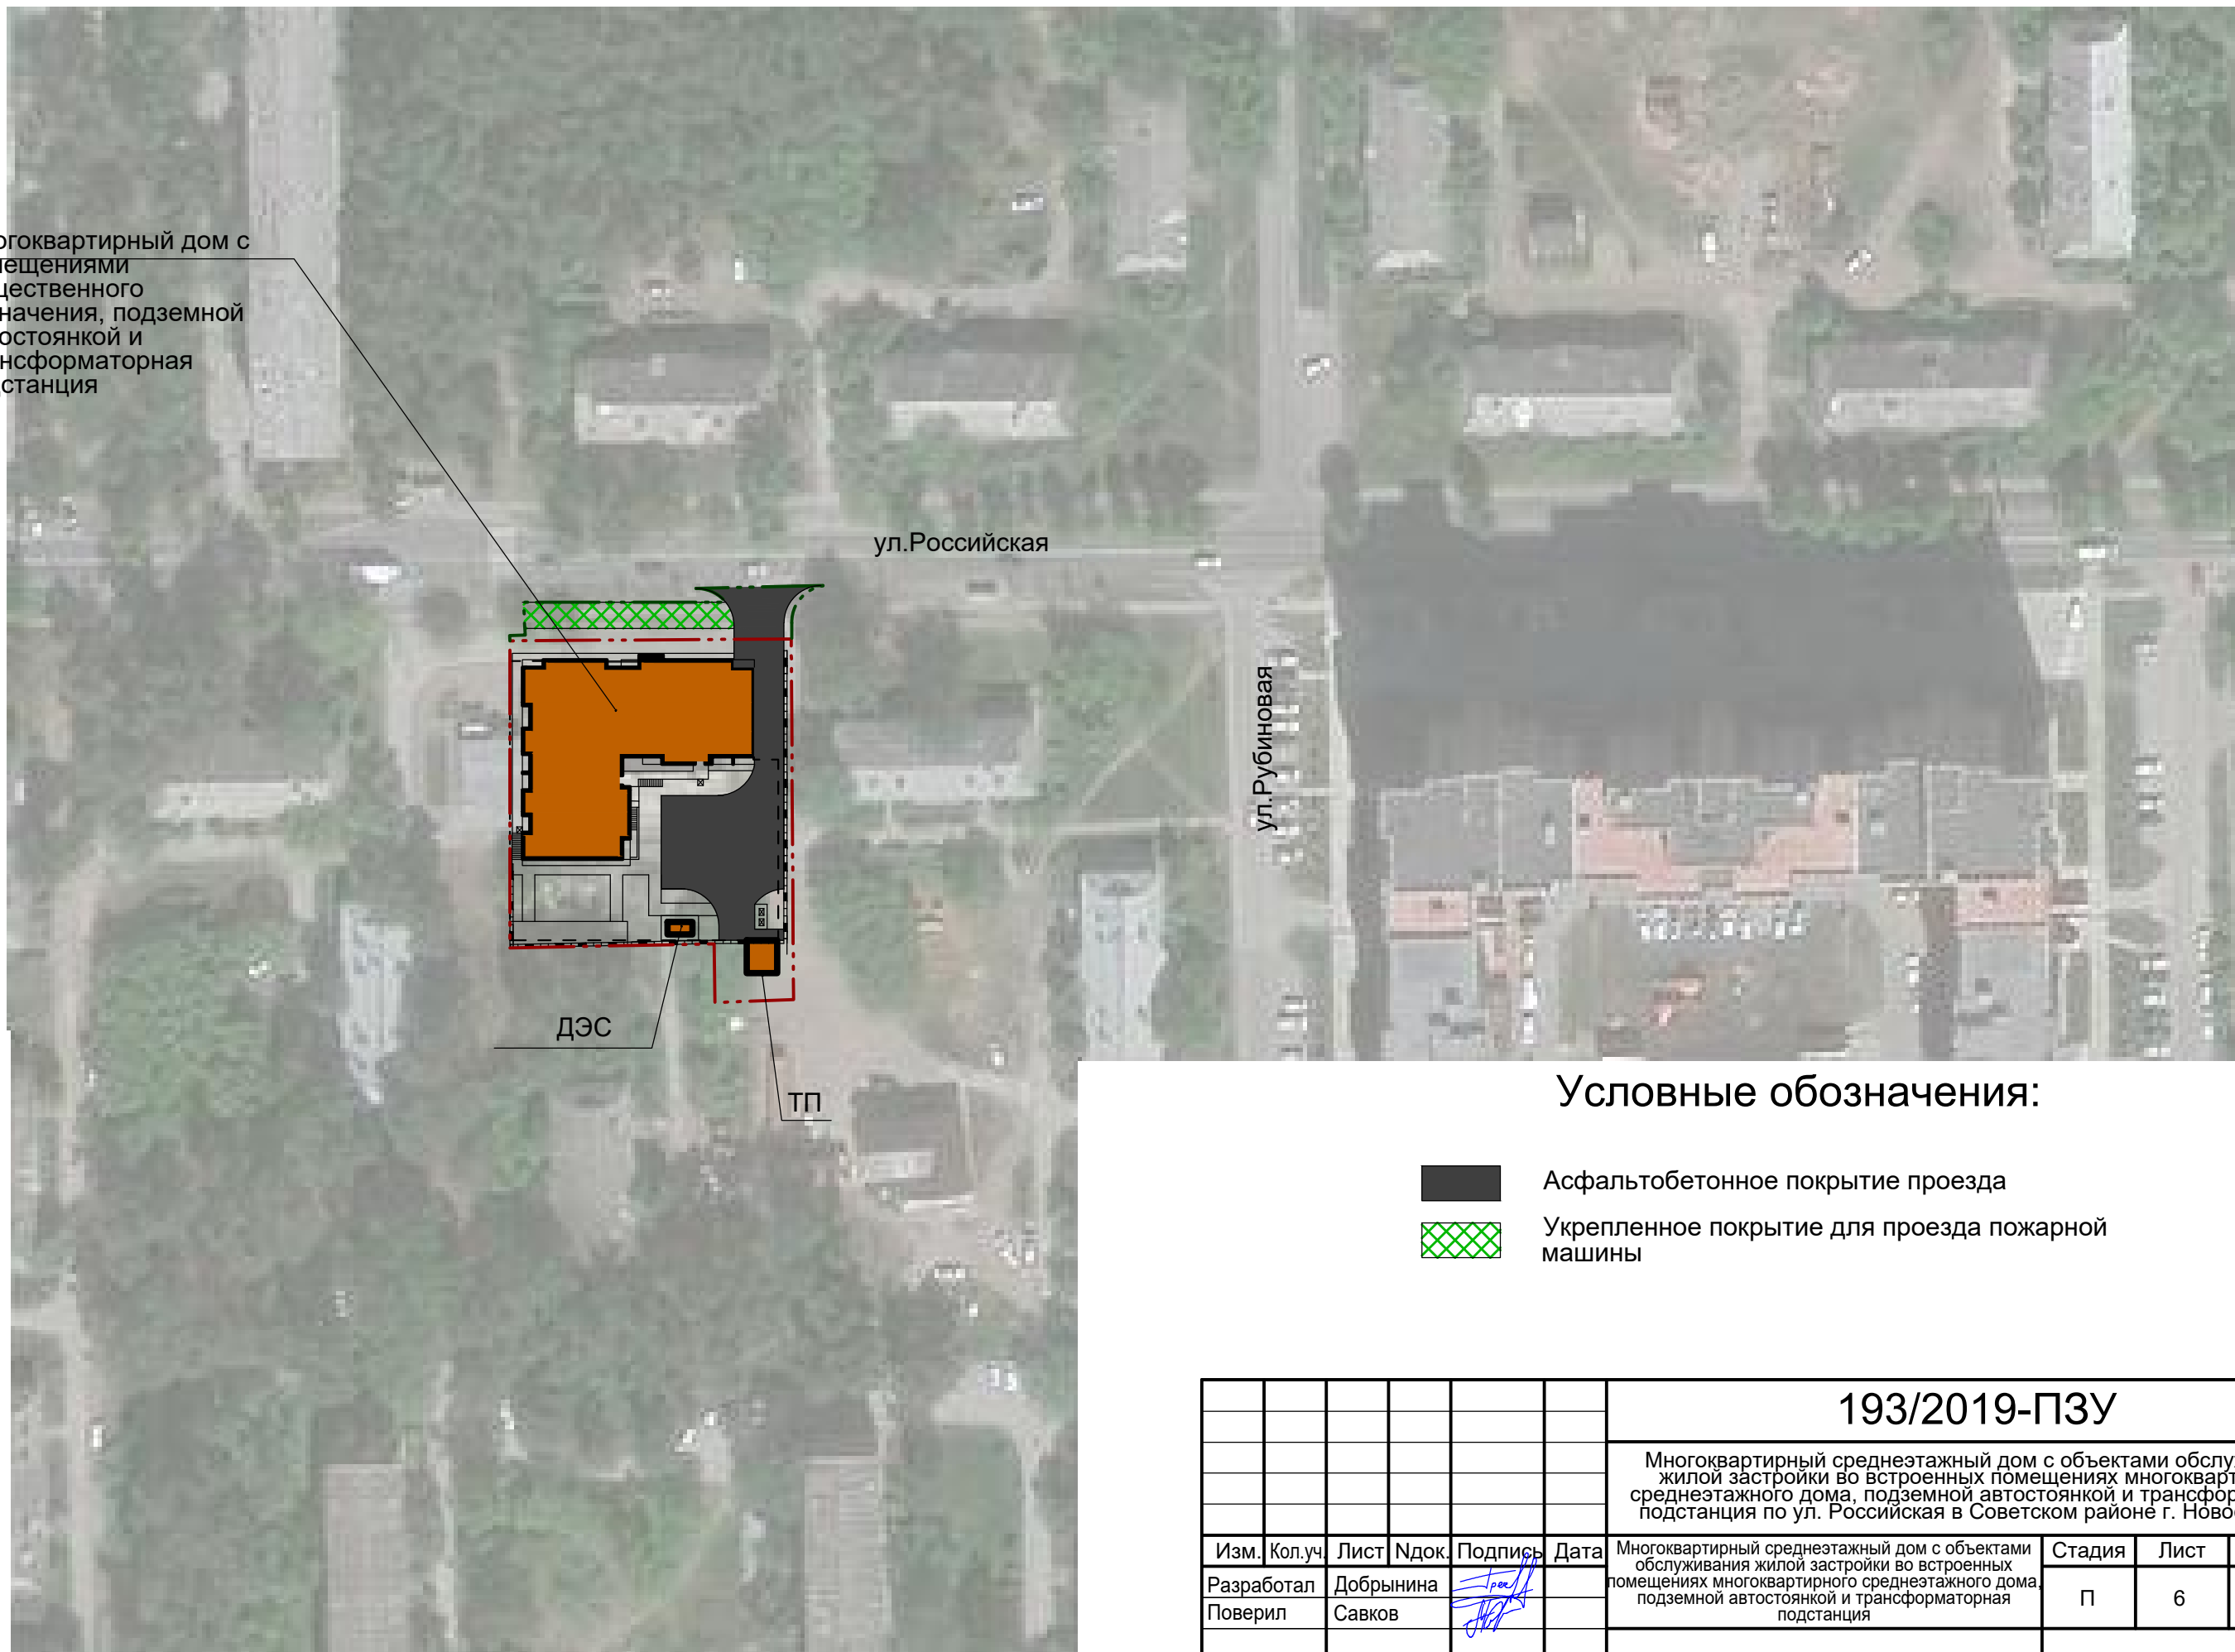 огоквартирный дом с
ещениями
щественного
начения, подземной
остоянкой и
нсформаторная
станция
ул.Российская
ул.Рубиновая
ДЭС
ТП
Условные обозначения:
Асфальтобетонное покрытие проезда
Укрепленное покрытие для проезда пожарной
машины
193/2019-ПЗУ
Многоквартирный среднеэтажный дом с объектами обслу
жилой застройки во встроенных помещениях многокварт
среднеэтажного дома, подземной автостоянкой и трансфор
подстанция по ул. Российская в Советском районе г. Ново
Изм. Кол.уч. Лист Nдок. Подпись Дата
Многоквартирный среднеэтажный дом с объектами
обслуживания жилой застройки во встроенных
помещениях многоквартирного среднеэтажного дома,
подземной автостоянкой и трансформаторная
подстанция
Стадия Лист
Разработал Добрынина
П 6
Поверил Савков